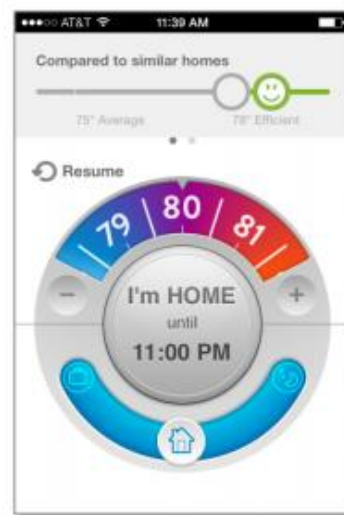 AT&T 11:39 AM
Compared to similar homes
75° Average 78° Efficient
Resume
79 80 81
− +
I'm HOME
until
11:00 PM